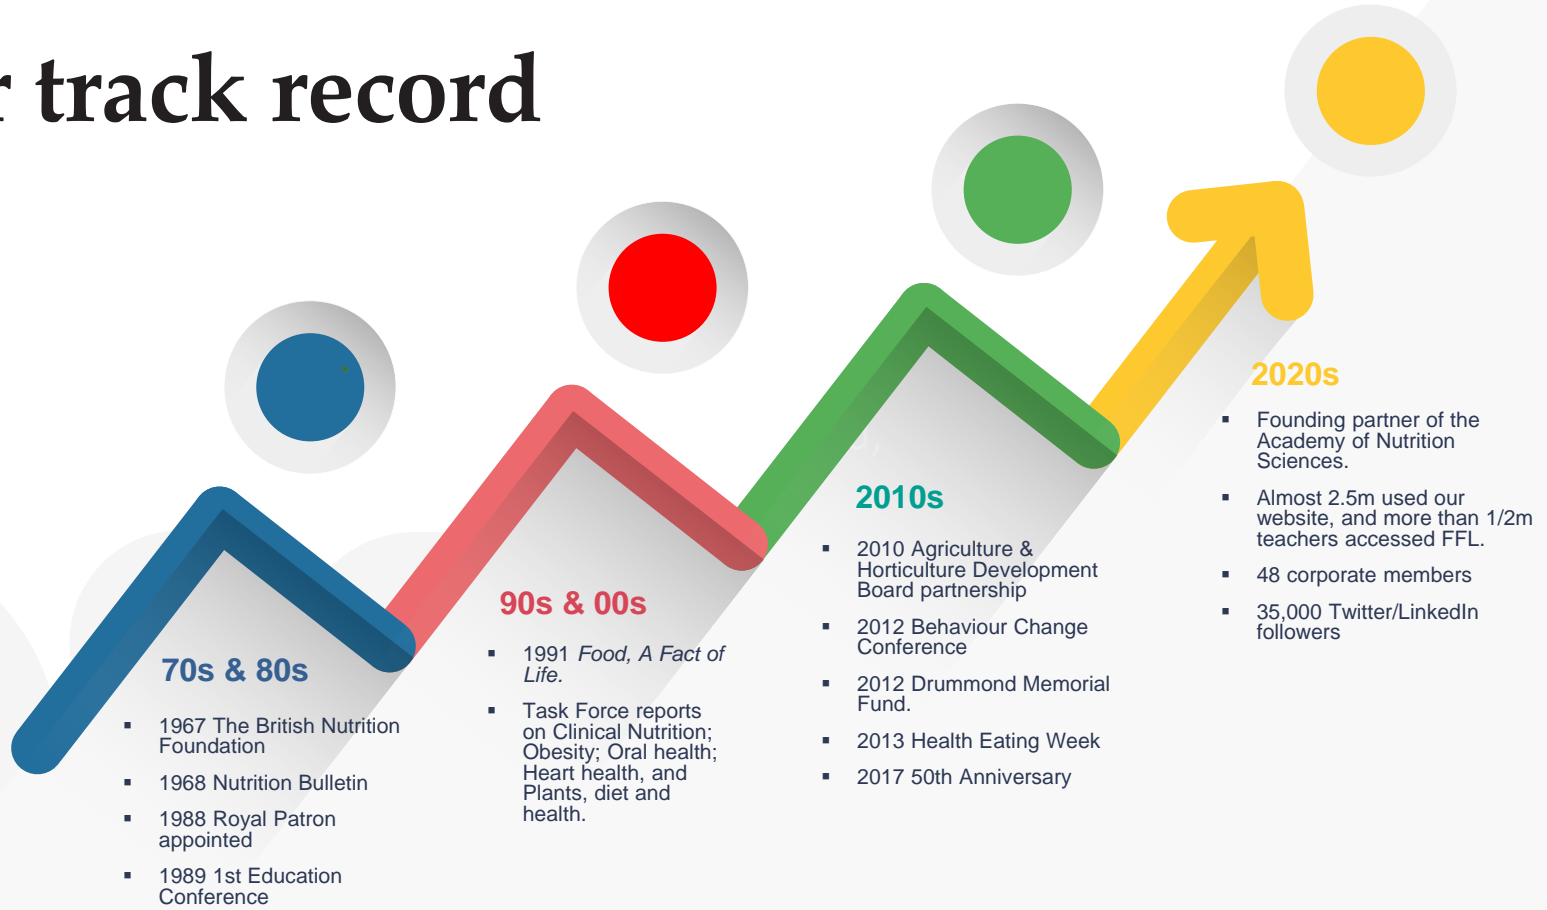 r track record
70s & 80s
▪ 1967 The British Nutrition
Foundation
▪ 1968 Nutrition Bulletin
▪ 1988 Royal Patron
appointed
▪ 1989 1st Education
Conference
90s & 00s
▪ 1991 Food, A Fact of
Life.
▪ Task Force reports
on Clinical Nutrition;
Obesity; Oral health;
Heart health, and
Plants, diet and
health.
2010s
▪ 2010 Agriculture &
Horticulture Development
Board partnership
▪ 2012 Behaviour Change
Conference
▪ 2012 Drummond Memorial
Fund.
▪ 2013 Health Eating Week
▪ 2017 50th Anniversary
2020s
▪ Founding partner of the
Academy of Nutrition
Sciences.
▪ Almost 2.5m used our
website, and more than 1/2m
teachers accessed FFL.
▪ 48 corporate members
▪ 35,000 Twitter/LinkedIn
followers